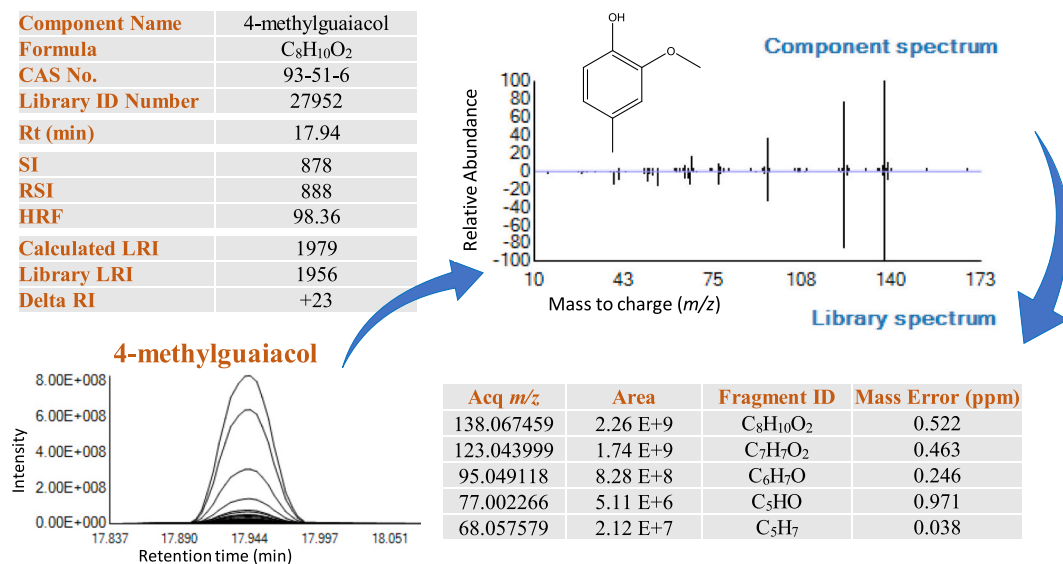 Component Name 4-methylguaiacol
Formula C₈H₁₀O₂
CAS No. 93-51-6
Library ID Number 27952
Rt (min) 17.94
SI 878
RSI 888
HRF 98.36
Calculated LRI 1979
Library LRI 1956
Delta RI +23
OH
O
Component spectrum
Relative Abundance
100
80
60
40
20
0
-20
-40
-60
-80
-100
10 43 75 108 140 173
Mass to charge (m/z)
Library spectrum
4-methylguaiacol
Intensity
8.00E+008
6.00E+008
4.00E+008
2.00E+008
0.00E+000
17.837 17.890 17.944 17.997 18.051
Retention time (min)
Acq m/z Area Fragment ID Mass Error (ppm)
138.067459 2.26 E+9 C₈H₁₀O₂ 0.522
123.043999 1.74 E+9 C₇H₇O₂ 0.463
95.049118 8.28 E+8 C₆H₇O 0.246
77.002266 5.11 E+6 C₅HO 0.971
68.057579 2.12 E+7 C₅H₇ 0.038